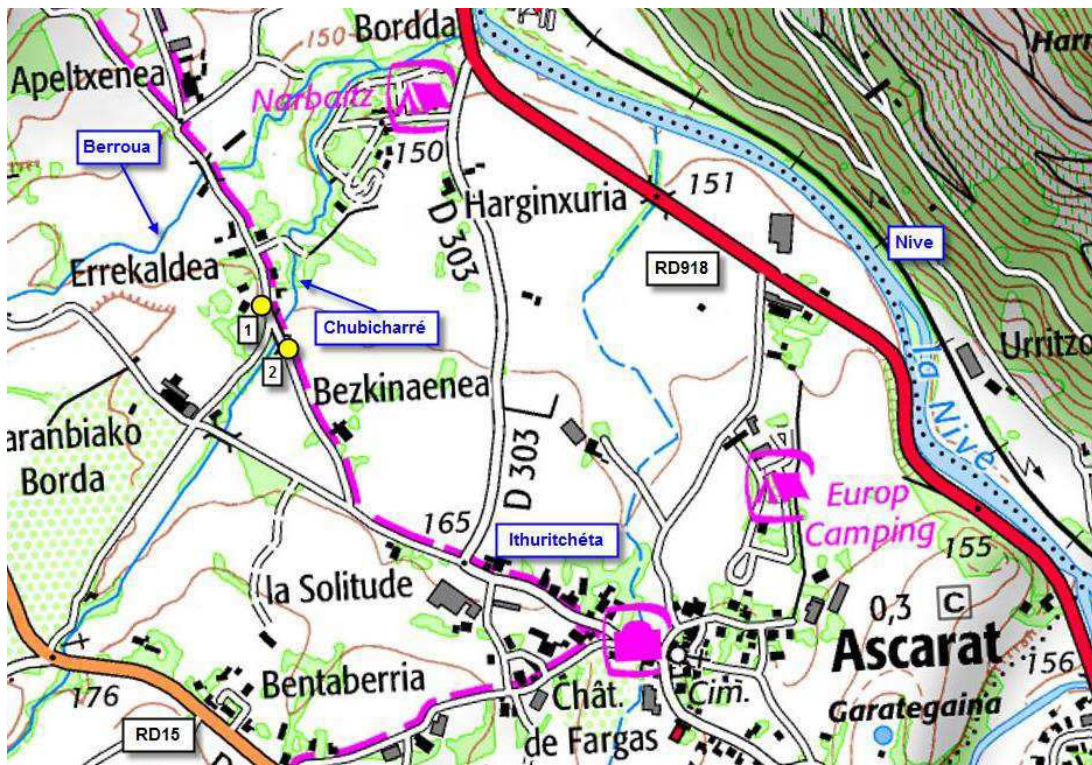 150
Bordda
Harr
Apeltxenea
Narbaitz
Berroua
150
151
Harginxuria
D 303
Nive
Errekaldea
RD918
1
Chubicharré
2
la Nive
Urritzo
Bezkinaenea
aranbiako
Borda
D 303
Europ
Camping
165
Ithuritchéta
155
la Solitude
0,3 C
Ascarat
156
Bentaberria
176
Chât.
de Fargas
Cim.
Garategaina
RD15
D